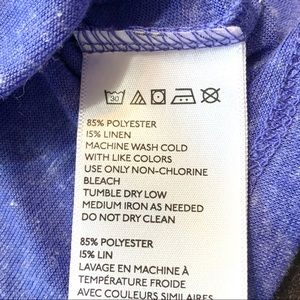 30
85% POLYESTER
15% LINEN
MACHINE WASH COLD
WITH LIKE COLORS
USE ONLY NON-CHLORINE
BLEACH
TUMBLE DRY LOW
MEDIUM IRON AS NEEDED
DO NOT DRY CLEAN
85% POLYESTER
15% LIN
LAVAGE EN MACHINE À
TEMPÉRATURE FROIDE
AVEC COULEURS SIMILAIRES